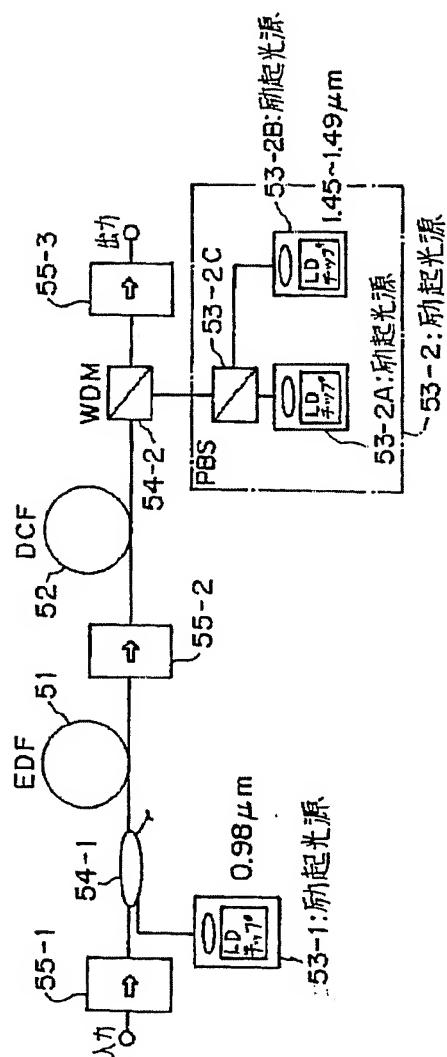 入力
55-1
54-1
EDF
51
0.98μm
LD
チップ
53-1:励起光源
55-2
DCF
52
WDM
54-2
55-3
出力
PBS
53-2C
LD
チップ
53-2A:励起光源
LD
チップ
53-2B:励起光源
1.45~1.49μm
53-2:励起光源